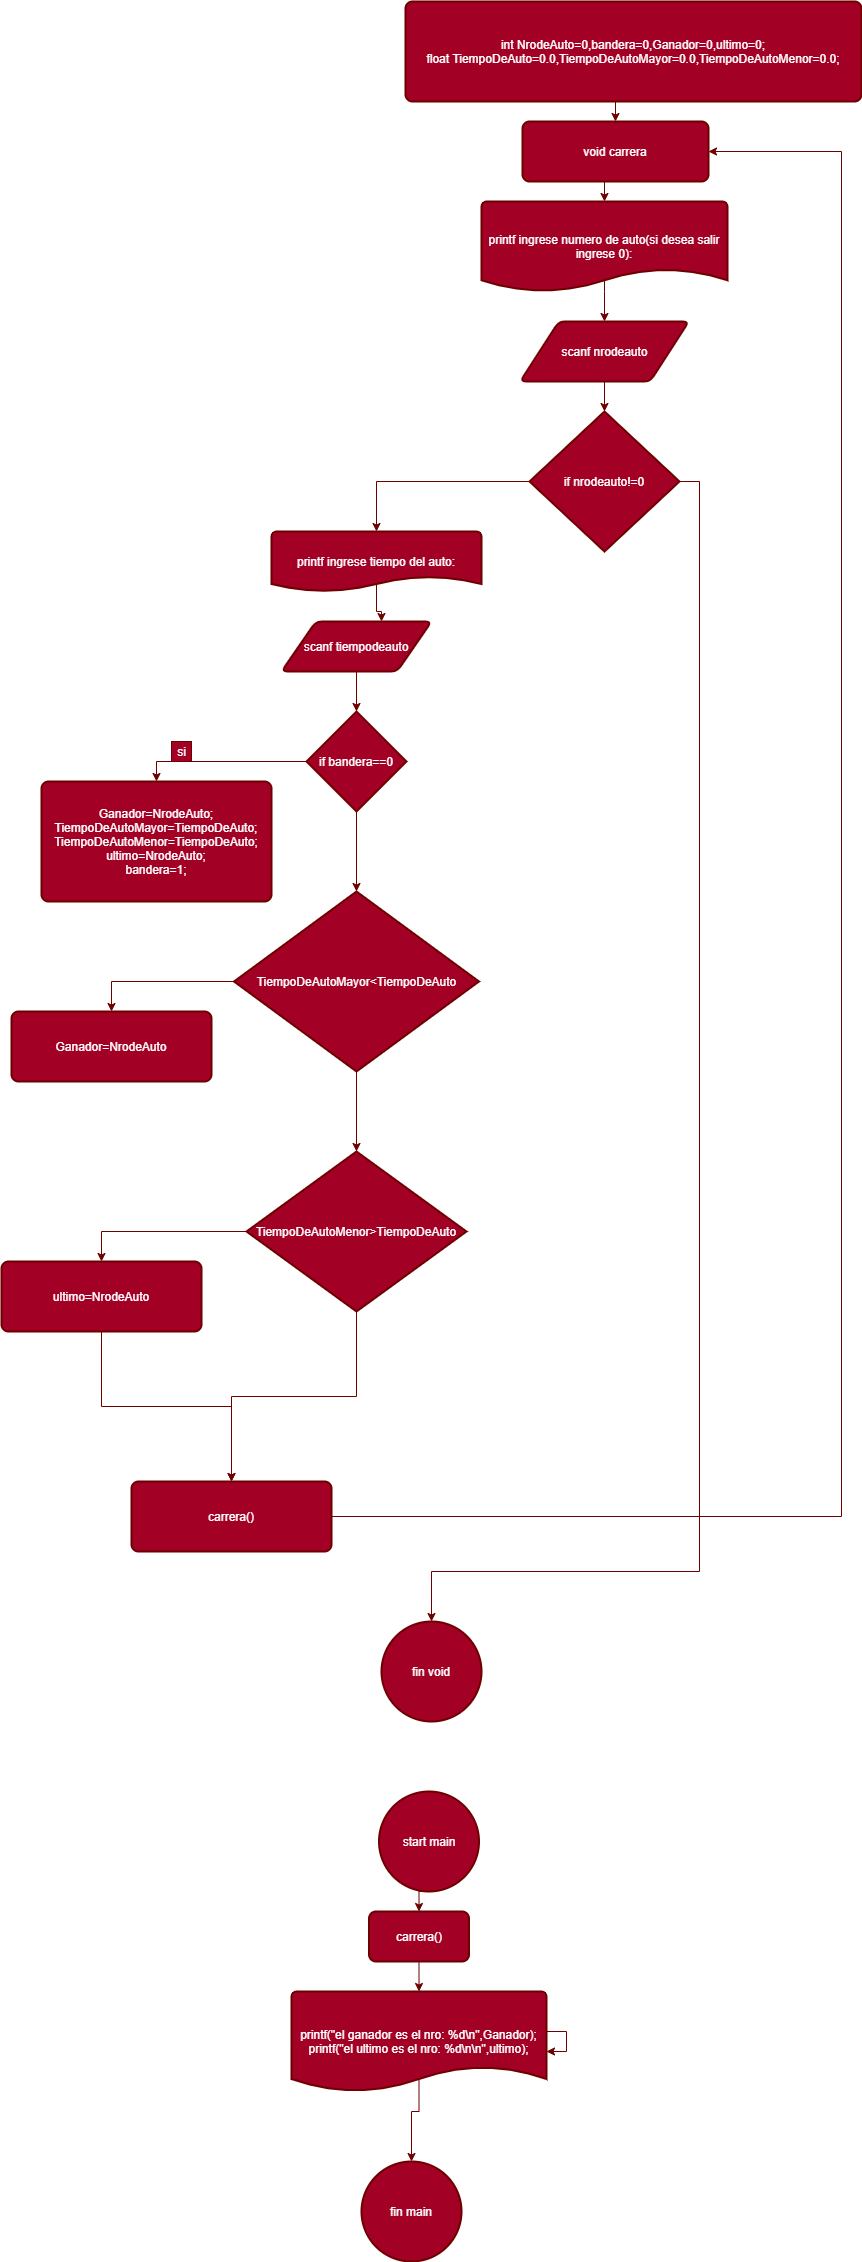 int NrodeAuto=0,bandera=0,Ganador=0,ultimo=0;
float TiempoDeAuto=0.0,TiempoDeAutoMayor=0.0,TiempoDeAutoMenor=0.0;
void carrera
printf ingrese numero de auto(si desea salir
ingrese 0):
scanf nrodeauto
if nrodeauto!=0
printf ingrese tiempo del auto:
scanf tiempodeauto
if bandera==0
si
Ganador=NrodeAuto;
TiempoDeAutoMayor=TiempoDeAuto;
TiempoDeAutoMenor=TiempoDeAuto;
ultimo=NrodeAuto;
bandera=1;
TiempoDeAutoMayor<TiempoDeAuto
Ganador=NrodeAuto
TiempoDeAutoMenor>TiempoDeAuto
ultimo=NrodeAuto
carrera()
fin void
start main
carrera()
printf("el ganador es el nro: %d\n",Ganador);
printf("el ultimo es el nro: %d\n\n",ultimo);
fin main